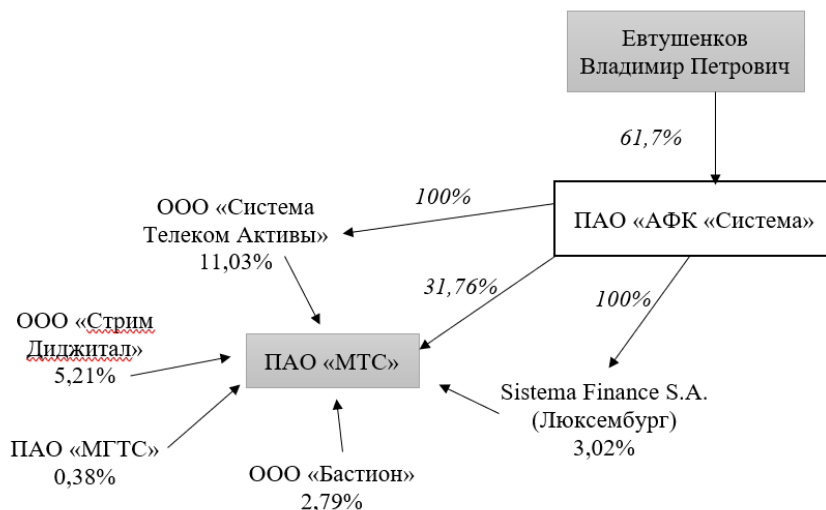 Евтушенков
Владимир Петрович
61,7%
ПАО «АФК «Система»
100%
ООО «Система
Телеком Активы»
11,03%
31,76%
100%
ООО «Стрим
Диджитал»
5,21%
ПАО «МТС»
Sistema Finance S.A.
(Люксембург)
3,02%
ПАО «МГТС»
0,38%
ООО «Бастион»
2,79%